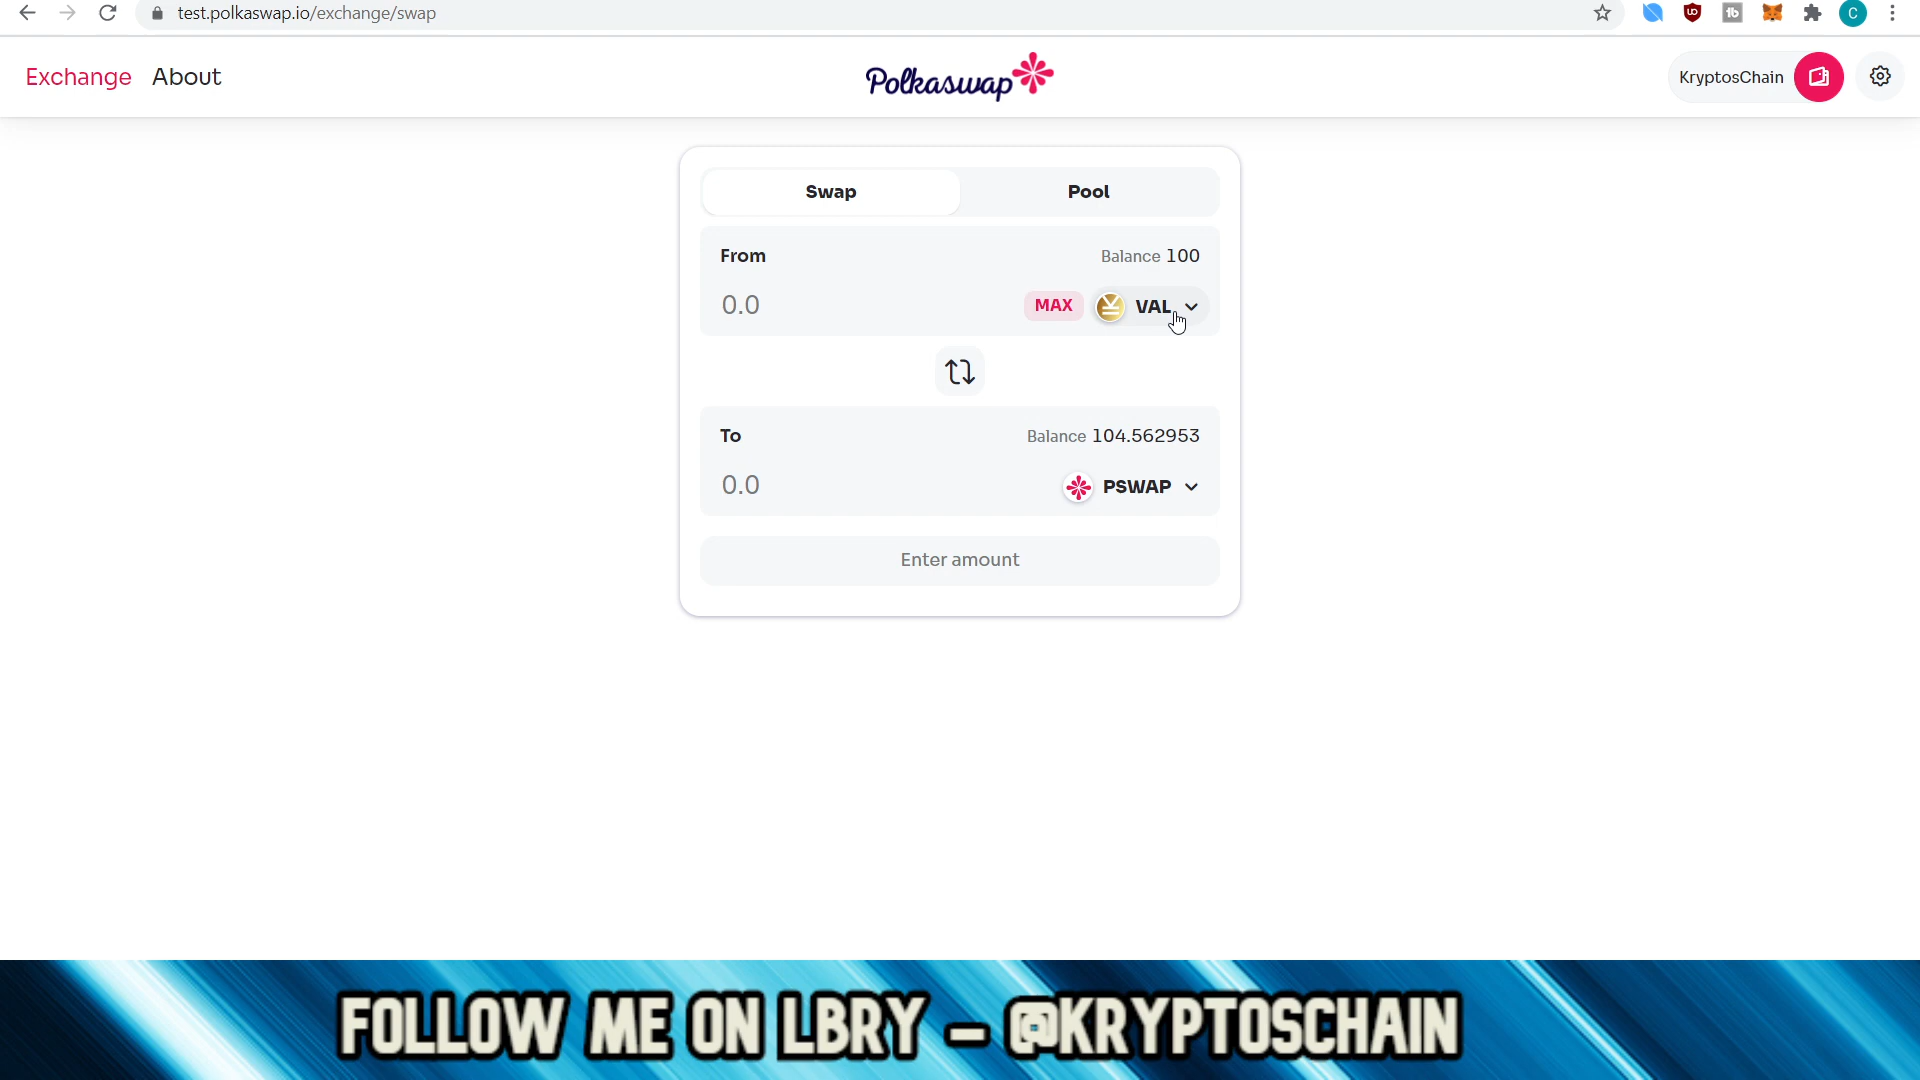 test.polkaswap.io/exchange/swap
Exchange About
Polkaswap
KryptosChain
Swap Pool
From Balance 100
0.0 MAX VAL
To Balance 104.562953
0.0 PSWAP
Enter amount
FOLLOW ME ON LBRY - @KRYPTOSCHAIN